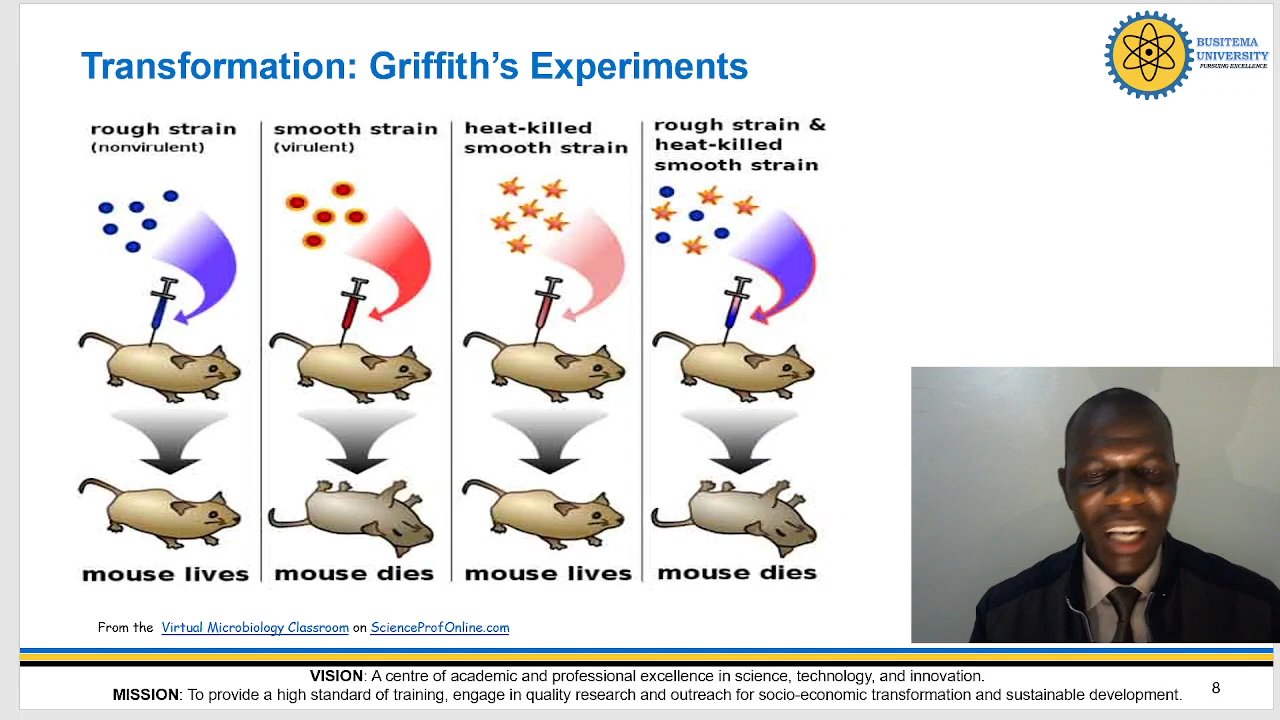 Transformation: Griffith's Experiments
BUSITEMA
UNIVERSITY
PURSUING EXCELLENCE
rough strain
(nonvirulent)
smooth strain
(virulent)
heat-killed
smooth strain
rough strain &
heat-killed
smooth strain
mouse lives
mouse dies
mouse lives
mouse dies
From the Virtual Microbiology Classroom on ScienceProfOnline.com
VISION: A centre of academic and professional excellence in science, technology, and innovation.
MISSION: To provide a high standard of training, engage in quality research and outreach for socio-economic transformation and sustainable development.
8